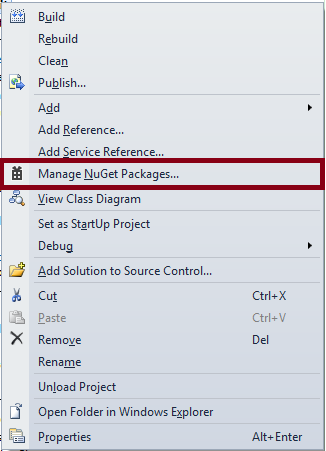 Build
Rebuild
Clean
Publish...
Add
Add Reference...
Add Service Reference...
Manage NuGet Packages...
View Class Diagram
Set as StartUp Project
Debug
Add Solution to Source Control...
Cut Ctrl+X
Paste Ctrl+V
Remove Del
Rename
Unload Project
Open Folder in Windows Explorer
Properties Alt+Enter